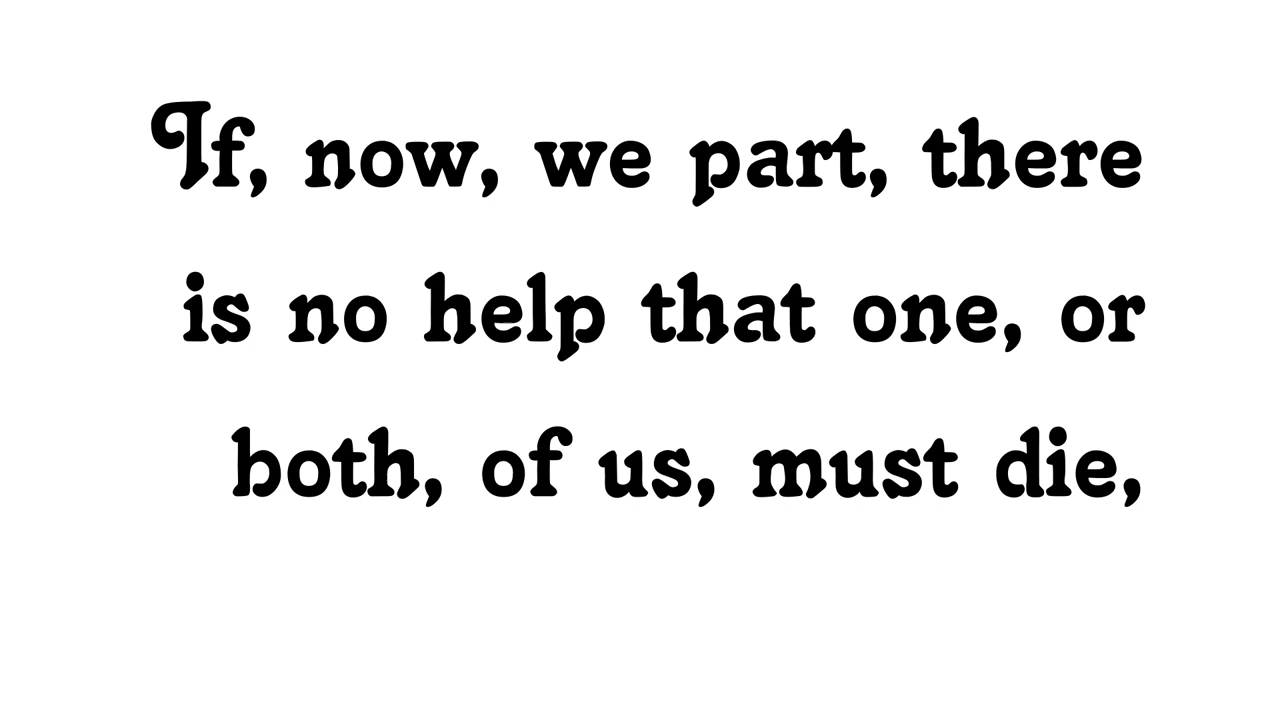 If, now, we part, there
is no help that one, or
both, of us, must die,